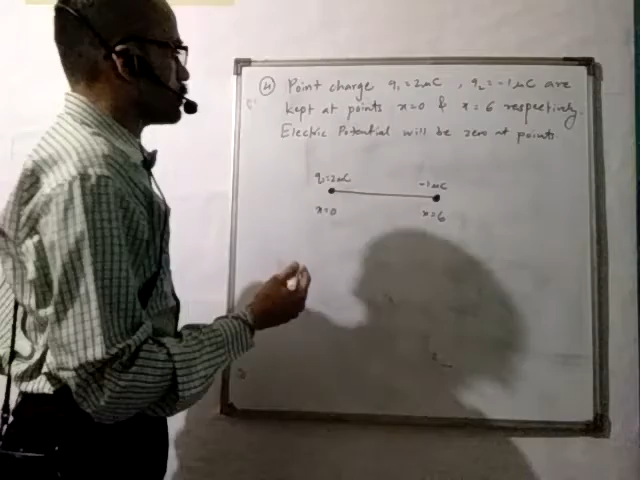 (4) Point charge q₁=2μC , q₂=-1μC are
kept at points x=0 & x=6 respectively.
Electric Potential will be zero at points
q₁=2μC
-1μC
x=0
x=6